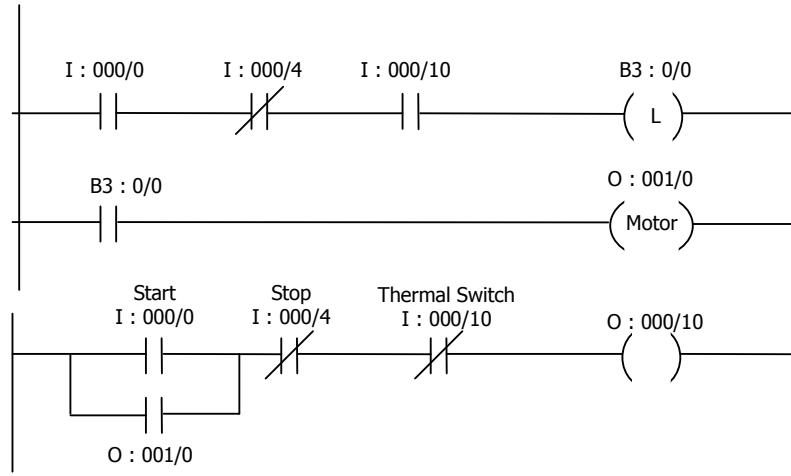 I : 000/0 I : 000/4 I : 000/10 B3 : 0/0
L
B3 : 0/0 O : 001/0
Motor
Start Stop Thermal Switch
I : 000/0 I : 000/4 I : 000/10 O : 000/10
O : 001/0